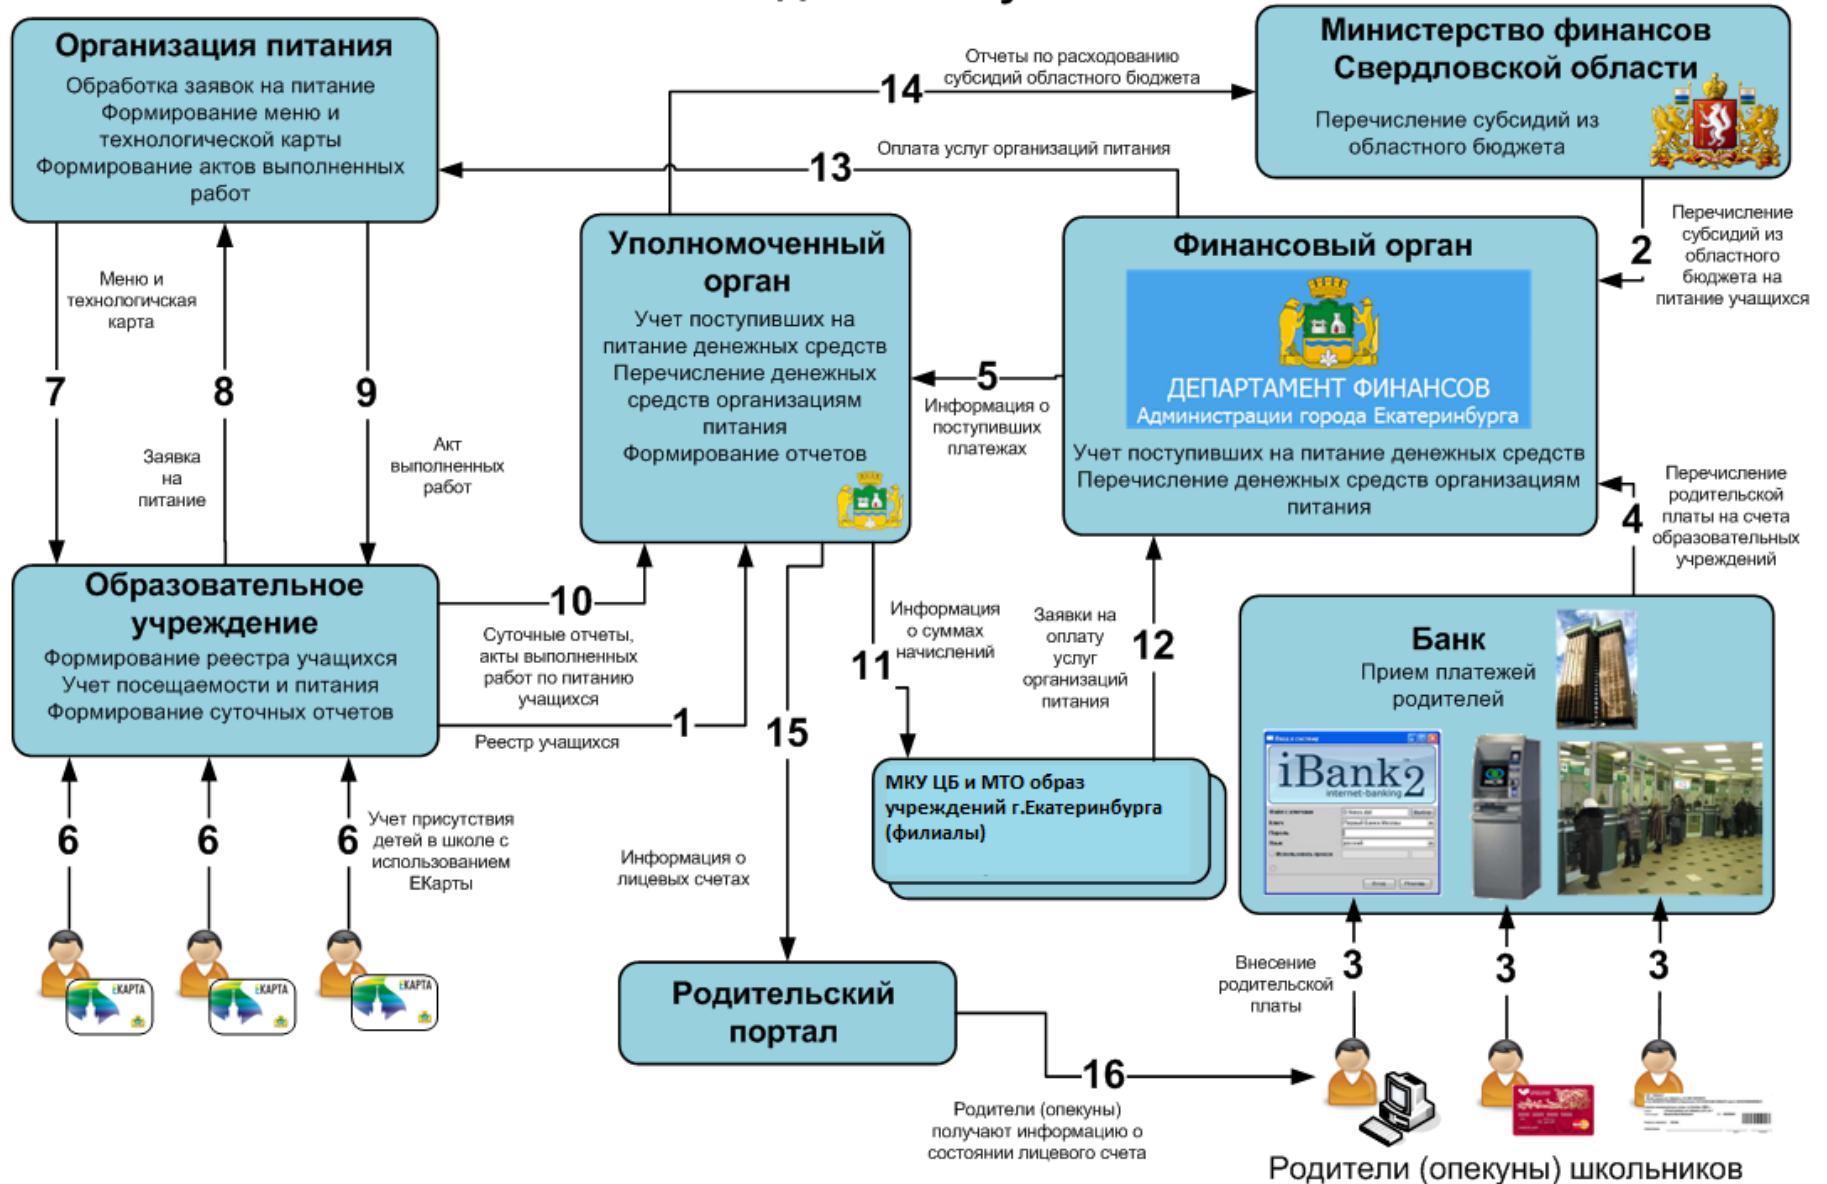 Организация питания
Обработка заявок на питание
Формирование меню и
технологической карты
Формирование актов выполненных
работ
14
Отчеты по расходованию
субсидий областного бюджета
Министерство финансов
Свердловской области
Перечисление субсидий из
областного бюджета
13
Оплата услуг организаций питания
2
Перечисление
субсидий из
областного
бюджета на
питание учащихся
Уполномоченный
орган
Учет поступивших на
питание денежных средств
Перечисление денежных
средств организациям
питания
Формирование отчетов
Финансовый орган
ДЕПАРТАМЕНТ ФИНАНСОВ
Администрации города Екатеринбурга
Учет поступивших на питание денежных средств
Перечисление денежных средств организациям
питания
5
Информация о
поступивших
платежах
7
Меню и
технологичская
карта
8
Заявка
на
питание
9
Акт
выполненных
работ
4
Перечисление
родительской
платы на счета
образовательных
учреждений
Образовательное
учреждение
Формирование реестра учащихся
Учет посещаемости и питания
Формирование суточных отчетов
10
Суточные отчеты,
акты выполненных
работ по питанию
учащихся
1
Реестр учащихся
11
Информация
о суммах
начислений
12
Заявки на
оплату
услуг
организаций
питания
15
Информация о
лицевых счетах
МКУ ЦБ и МТО образ
учреждений г.Екатеринбурга
(филиалы)
Банк
Прием платежей
родителей
iBank2
internet-banking
6
6
6
Учет присутствия
детей в школе с
использованием
ЕКарты
ЕКАРТА
ЕКАРТА
ЕКАРТА
Родительский
портал
16
Родители (опекуны)
получают информацию о
состоянии лицевого счета
3
3
3
Внесение
родительской
платы
Родители (опекуны) школьников